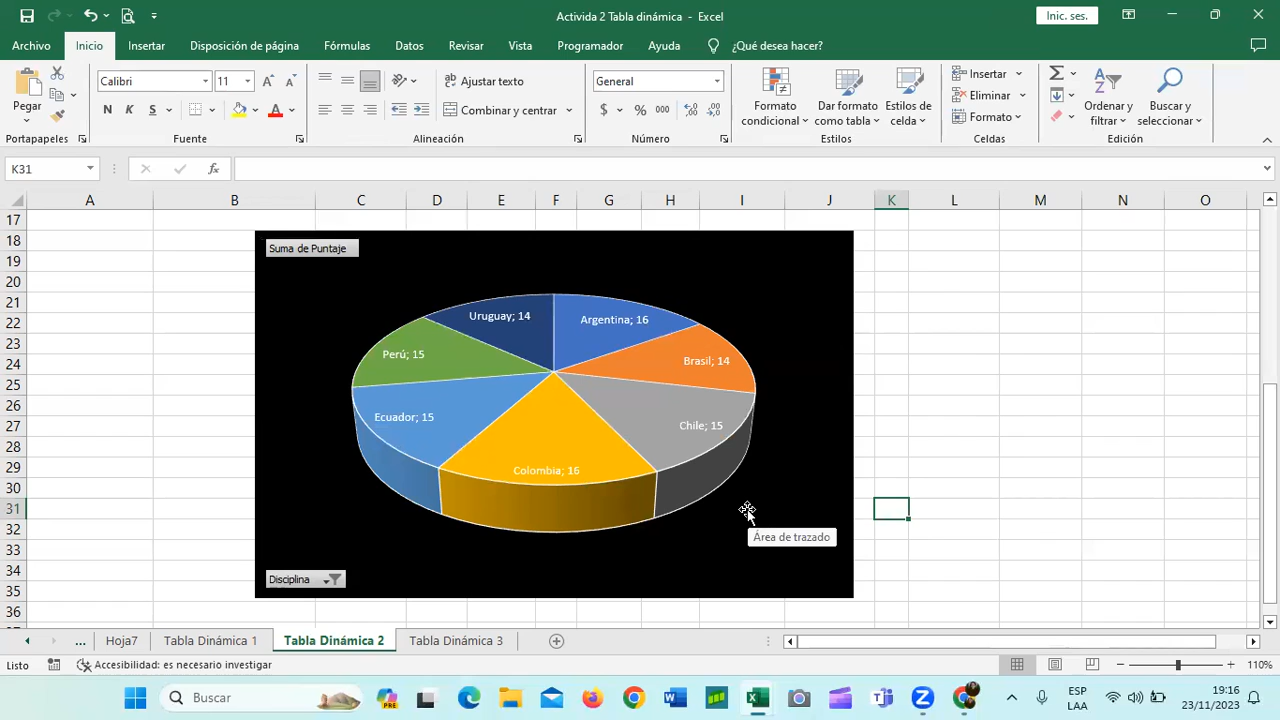 Activida 2 Tabla dinámica - Excel
Inic. ses.
Archivo Inicio Insertar Disposición de página Fórmulas Datos Revisar Vista Programador Ayuda ¿Qué desea hacer?
Pegar
Calibri 11
N K S
Ajustar texto
Combinar y centrar
General
$ % 000
Formato condicional
Dar formato como tabla
Estilos de celda
Insertar
Eliminar
Formato
Ordenar y filtrar
Buscar y seleccionar
Portapapeles Fuente Alineación Número Estilos Celdas Edición
K31
fx
A B C D E F G H I J K L M N O
17
18
19
20
21
22
23
24
25
26
27
28
29
30
31
32
33
34
35
36
Suma de Puntaje
Uruguay; 14
Argentina; 16
Perú; 15
Brasil; 14
Ecuador; 15
Chile; 15
Colombia; 16
Área de trazado
Disciplina
... Hoja7 Tabla Dinámica 1 Tabla Dinámica 2 Tabla Dinámica 3
Listo Accesibilidad: es necesario investigar 110%
Buscar
PRE
ESP
LAA
19:16
23/11/2023